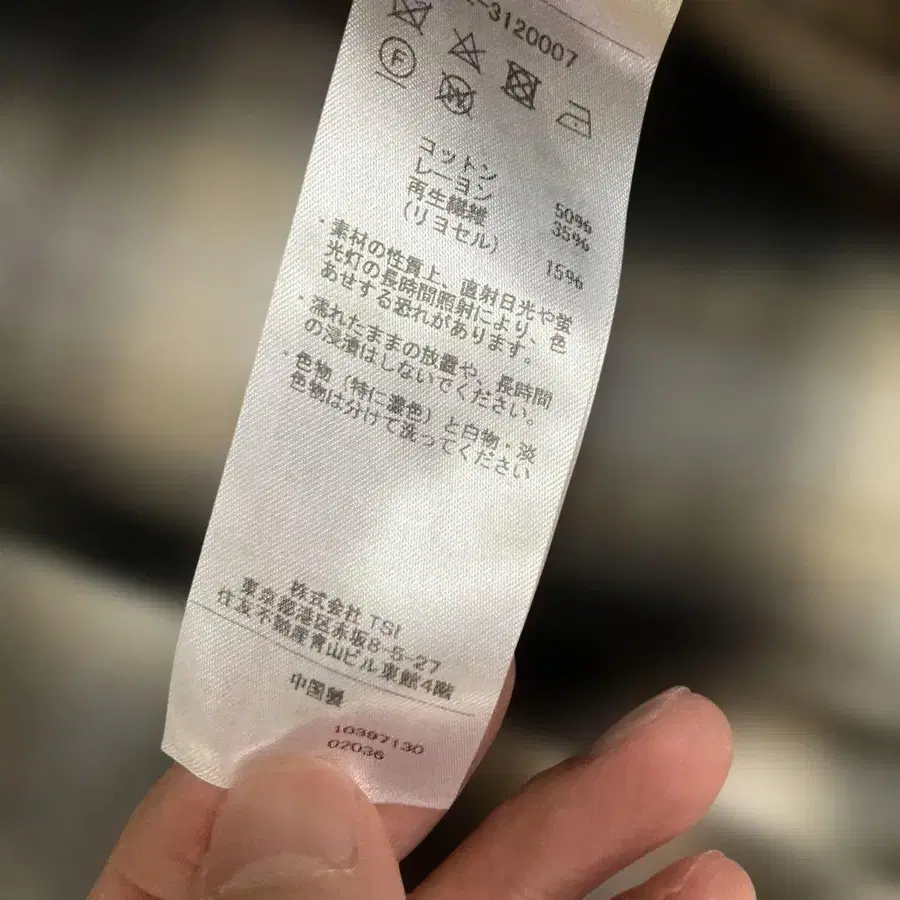 -3120007
F
W
コットン 50%
レーヨン 35%
再生繊維
(リヨセル) 15%
・素材の性質上、直射日光や蛍
光灯の長時間照射により、色
あせする恐れがあります。
・濡れたままの放置や、長時間
の浸漬はしないでください。
・色物（特に濃色）と白物・淡
色物は分けて洗ってください
株式会社 TSI
東京都港区赤坂8-5-27
住友不動産青山ビル東館4階
中国製
10397130
02036